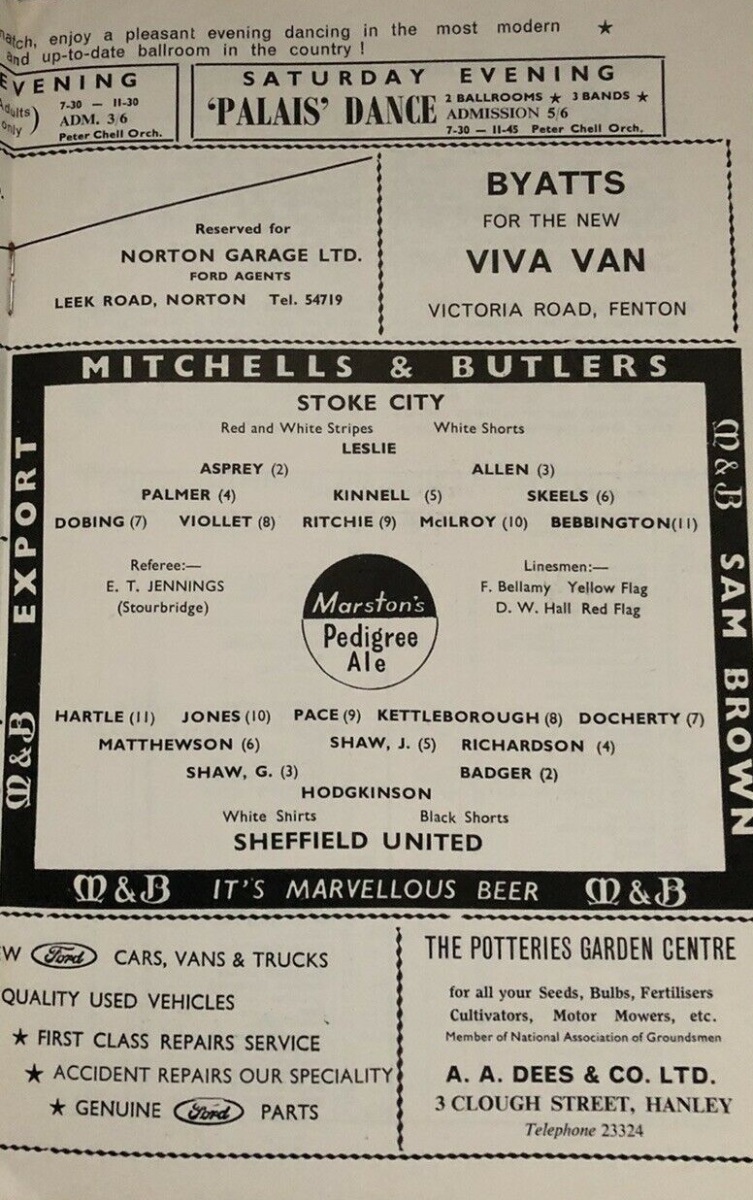 match, enjoy a pleasant evening dancing in the most modern ★
and up-to-date ballroom in the country !
EVENING
Adults only) 7-30 — 11-30
ADM. 3/6
Peter Chell Orch.
SATURDAY EVENING
'PALAIS' DANCE 2 BALLROOMS ★ 3 BANDS ★
ADMISSION 5/6
7-30 — 11-45 Peter Chell Orch.
Reserved for
NORTON GARAGE LTD.
FORD AGENTS
LEEK ROAD, NORTON Tel. 54719
BYATTS
FOR THE NEW
VIVA VAN
VICTORIA ROAD, FENTON
MITCHELLS & BUTLERS
M&B EXPORT
M&B SAM BROWN
STOKE CITY
Red and White Stripes White Shorts
LESLIE
ASPREY (2) ALLEN (3)
PALMER (4) KINNELL (5) SKEELS (6)
DOBING (7) VIOLLET (8) RITCHIE (9) McILROY (10) BEBBINGTON(11)
Referee:—
E. T. JENNINGS
(Stourbridge)
Marston's
Pedigree
Ale
Linesmen:—
F. Bellamy Yellow Flag
D. W. Hall Red Flag
HARTLE (11) JONES (10) PACE (9) KETTLEBOROUGH (8) DOCHERTY (7)
MATTHEWSON (6) SHAW, J. (5) RICHARDSON (4)
SHAW, G. (3) BADGER (2)
HODGKINSON
White Shirts Black Shorts
SHEFFIELD UNITED
M&B IT'S MARVELLOUS BEER M&B
W Ford CARS, VANS & TRUCKS
QUALITY USED VEHICLES
★ FIRST CLASS REPAIRS SERVICE
★ ACCIDENT REPAIRS OUR SPECIALITY
★ GENUINE Ford PARTS
THE POTTERIES GARDEN CENTRE
for all your Seeds, Bulbs, Fertilisers
Cultivators, Motor Mowers, etc.
Member of National Association of Groundsmen
A. A. DEES & CO. LTD.
3 CLOUGH STREET, HANLEY
Telephone 23324